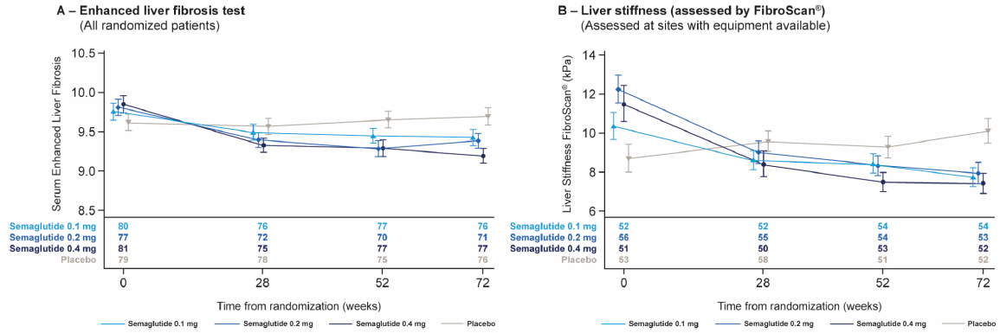 A – Enhanced liver fibrosis test
(All randomized patients)
Serum Enhanced Liver Fibrosis
10.5
10.0
9.5
9.0
8.5
Semaglutide 0.1 mg 80 76 77 76
Semaglutide 0.2 mg 77 72 70 71
Semaglutide 0.4 mg 81 75 77 77
Placebo 79 78 75 76
0 28 52 72
Time from randomization (weeks)
Semaglutide 0.1 mg Semaglutide 0.2 mg Semaglutide 0.4 mg Placebo
B – Liver stiffness (assessed by FibroScan®)
(Assessed at sites with equipment available)
Liver Stiffness FibroScan® (kPa)
14
12
10
8
6
Semaglutide 0.1 mg 52 52 54 54
Semaglutide 0.2 mg 56 55 54 53
Semaglutide 0.4 mg 51 50 53 52
Placebo 53 58 51 52
0 28 52 72
Time from randomization (weeks)
Semaglutide 0.1 mg Semaglutide 0.2 mg Semaglutide 0.4 mg Placebo